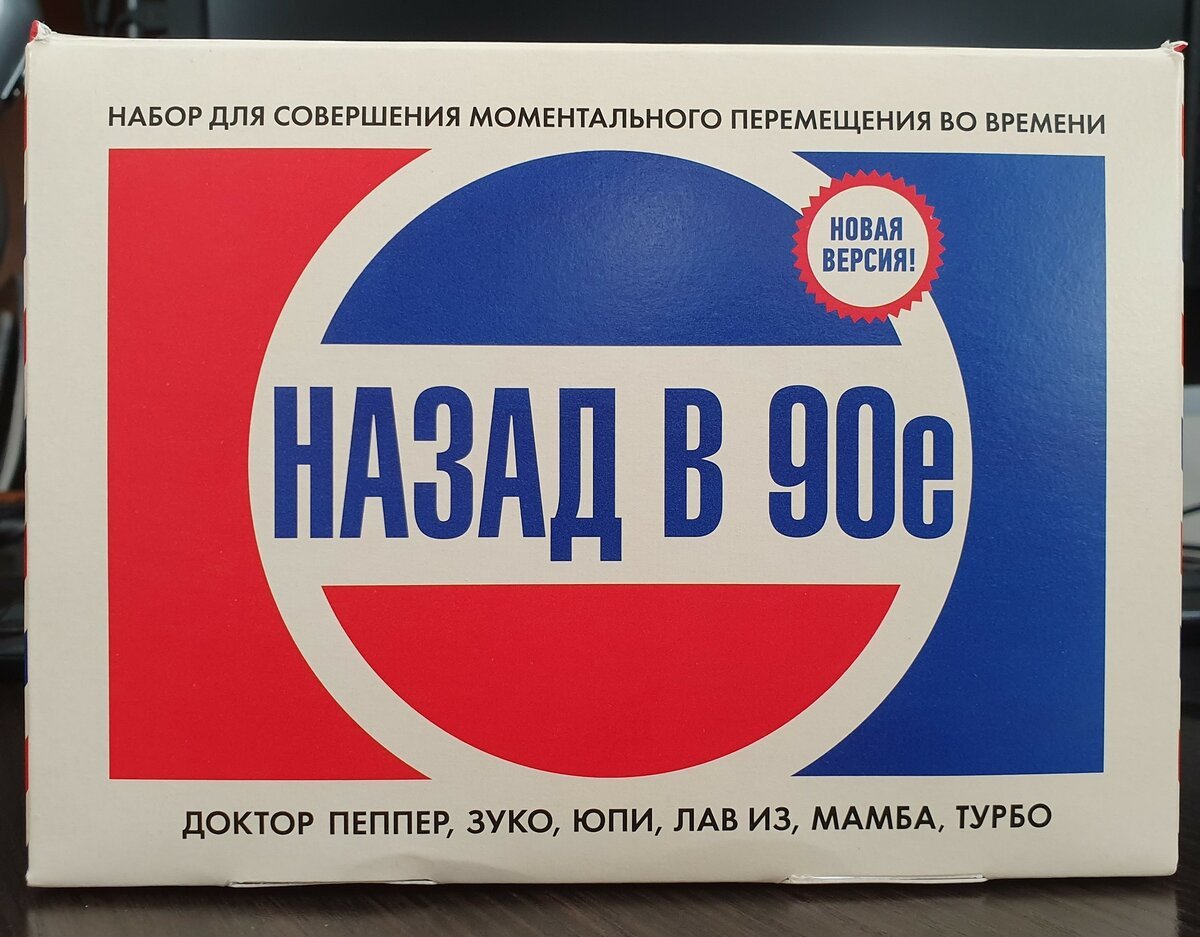 НАБОР ДЛЯ СОВЕРШЕНИЯ МОМЕНТАЛЬНОГО ПЕРЕМЕЩЕНИЯ ВО ВРЕМЕНИ
НОВАЯ
ВЕРСИЯ!
НАЗАД В 90е
ДОКТОР ПЕППЕР, ЗУКО, ЮПИ, ЛАВ ИЗ, МАМБА, ТУРБО